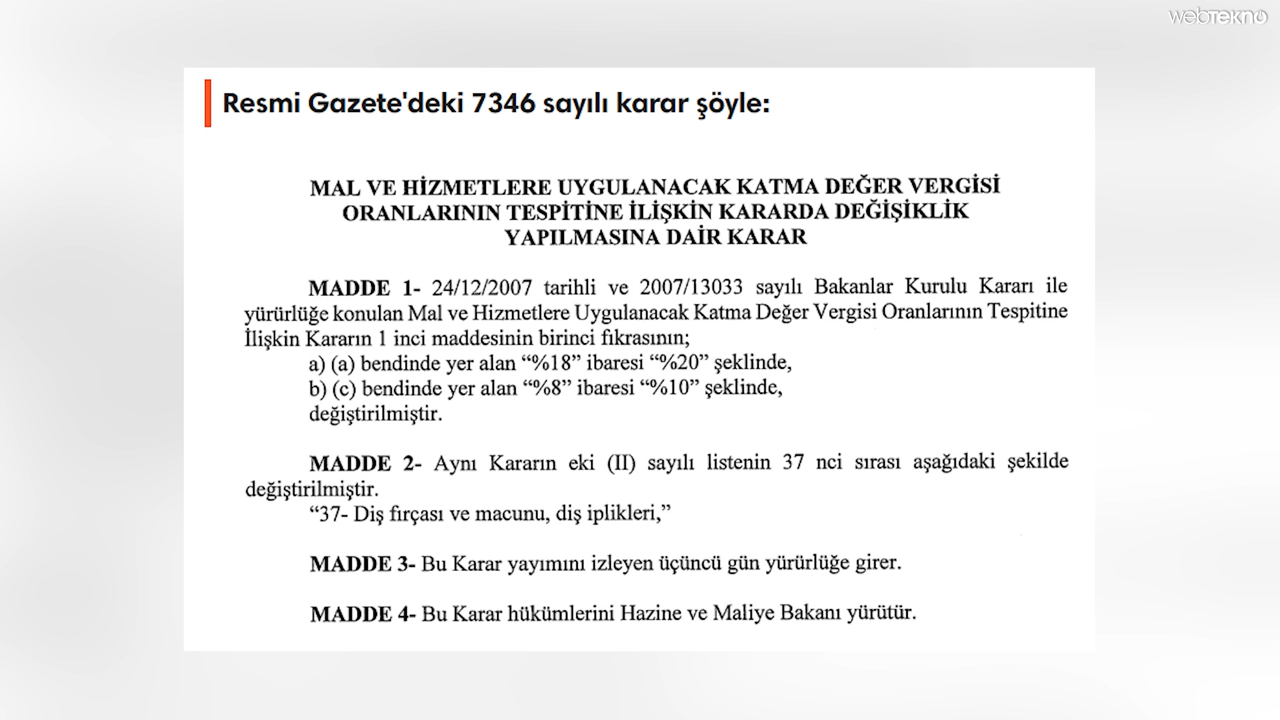 webtekno
Resmi Gazete'deki 7346 sayılı karar şöyle:
MAL VE HİZMETLERE UYGULANACAK KATMA DEĞER VERGİSİ
ORANLARININ TESPİTİNE İLİŞKİN KARARDA DEĞİŞİKLİK
YAPILMASINA DAİR KARAR
MADDE 1- 24/12/2007 tarihli ve 2007/13033 sayılı Bakanlar Kurulu Kararı ile
yürürlüğe konulan Mal ve Hizmetlere Uygulanacak Katma Değer Vergisi Oranlarının Tespitine
İlişkin Kararın 1 inci maddesinin birinci fıkrasının;
a) (a) bendinde yer alan “%18” ibaresi “%20” şeklinde,
b) (c) bendinde yer alan “%8” ibaresi “%10” şeklinde,
değiştirilmiştir.
MADDE 2- Aynı Kararın eki (II) sayılı listenin 37 nci sırası aşağıdaki şekilde
değiştirilmiştir.
“37- Diş fırçası ve macunu, diş iplikleri,”
MADDE 3- Bu Karar yayımını izleyen üçüncü gün yürürlüğe girer.
MADDE 4- Bu Karar hükümlerini Hazine ve Maliye Bakanı yürütür.